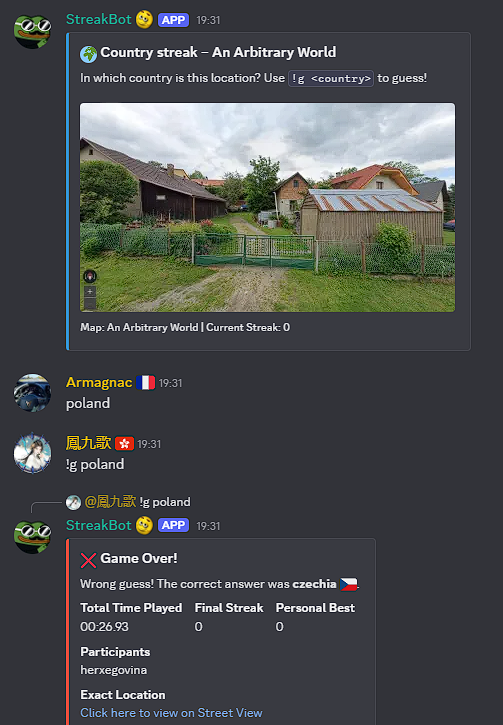 StreakBot APP 19:31
Country streak – An Arbitrary World
In which country is this location? Use !g <country> to guess!
Map: An Arbitrary World | Current Streak: 0
Armagnac 19:31
poland
鳳九歌 19:31
!g poland
@鳳九歌 !g poland
StreakBot APP 19:31
Game Over!
Wrong guess! The correct answer was czechia
Total Time Played Final Streak Personal Best
00:26.93 0 0
Participants
herxegovina
Exact Location
Click here to view on Street View